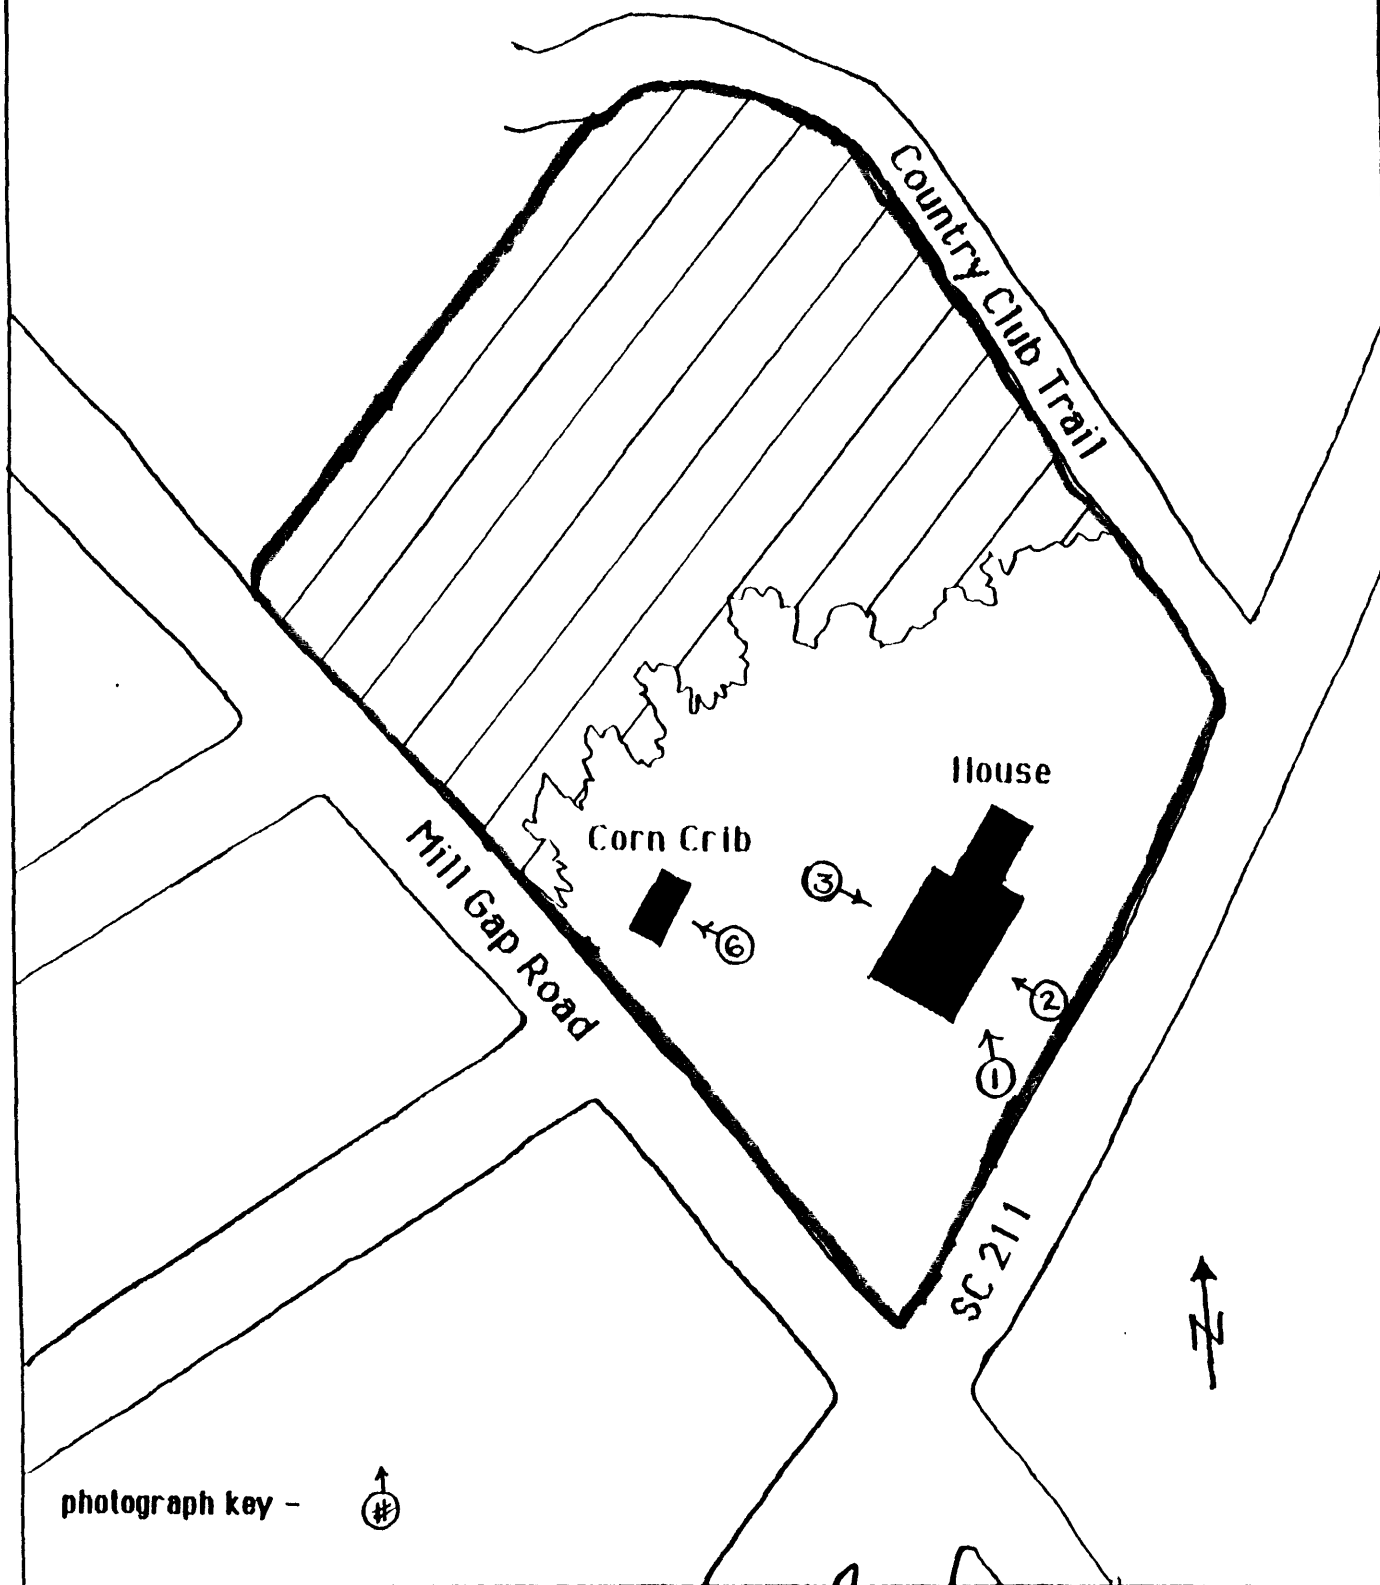 Country Club Trail
House
Corn Crib
3
6
2
1
Mill Gap Road
SC 211
N
photograph key - #